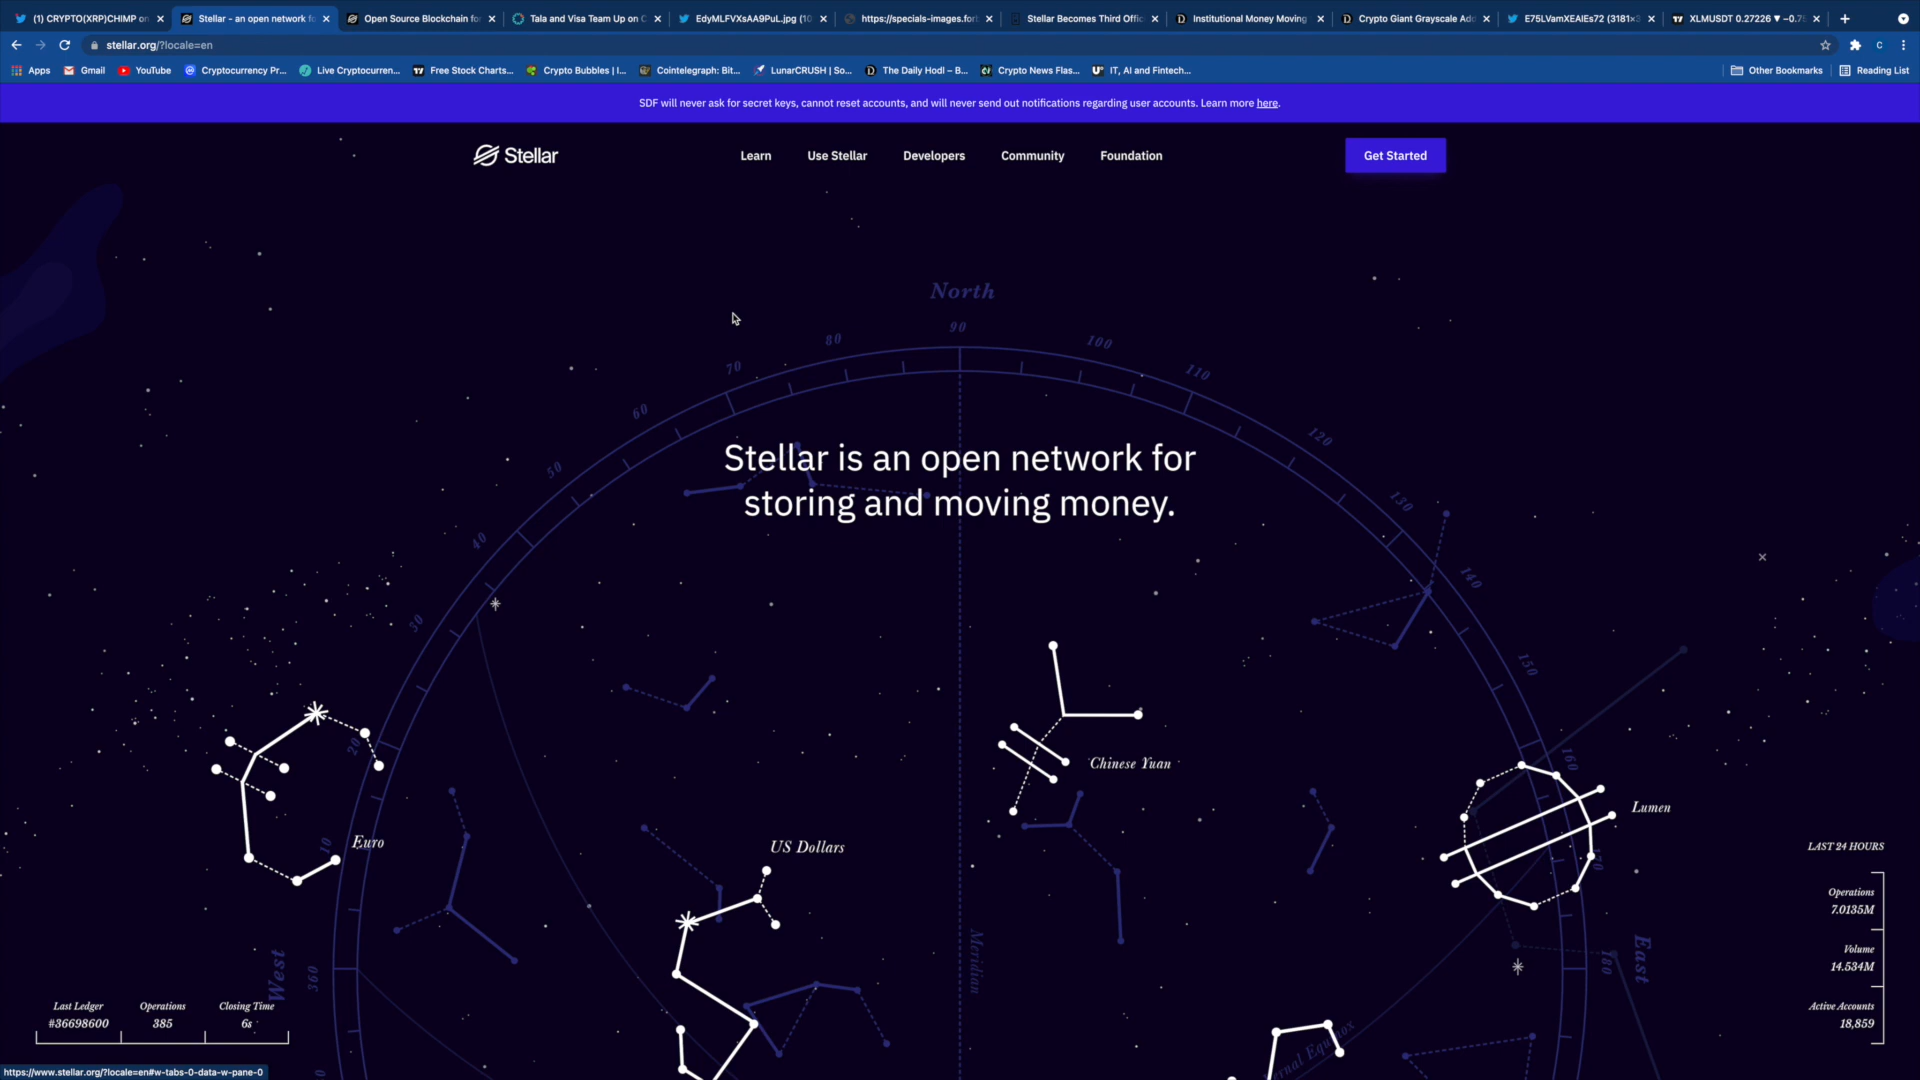 (1) CRYPTO(XRP)CHIMP on
Stellar - an open network fo
Open Source Blockchain for
Tala and Visa Team Up on C
EdyMLFVXsAA9PuL.jpg (10
https://specials-images.for
Stellar Becomes Third Offic
Institutional Money Moving
Crypto Giant Grayscale Ad
E75LVamXEAIEs72 (3181×
XLMUSDT 0.27226 ▼ −0.7
stellar.org/?locale=en
C
Apps
Gmail
YouTube
Cryptocurrency Pr...
Live Cryptocurren...
Free Stock Charts...
Crypto Bubbles | I...
Cointelegraph: Bit...
LunarCRUSH | So...
The Daily Hodl – B...
Crypto News Flas...
IT, AI and Fintech...
Other Bookmarks
Reading List
SDF will never ask for secret keys, cannot reset accounts, and will never send out notifications regarding user accounts. Learn more here.
Stellar
Learn
Use Stellar
Developers
Community
Foundation
Get Started
North
90
80
100
70
110
60
120
50
130
40
140
30
150
20
160
10
170
360
180
West
East
Meridian
Stellar is an open network for
storing and moving money.
Chinese Yuan
Lumen
Euro
US Dollars
LAST 24 HOURS
Operations
7.0135M
Volume
14.534M
Active Accounts
18,859
Last Ledger
#36698600
Operations
385
Closing Time
6s
https://www.stellar.org/?locale=en#w-tabs-0-data-w-pane-0